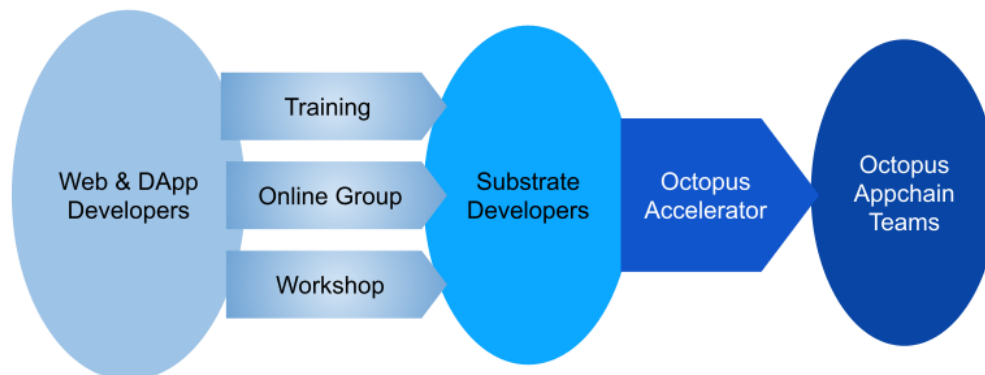 Web & DApp
Developers
Training
Online Group
Workshop
Substrate
Developers
Octopus
Accelerator
Octopus
Appchain
Teams